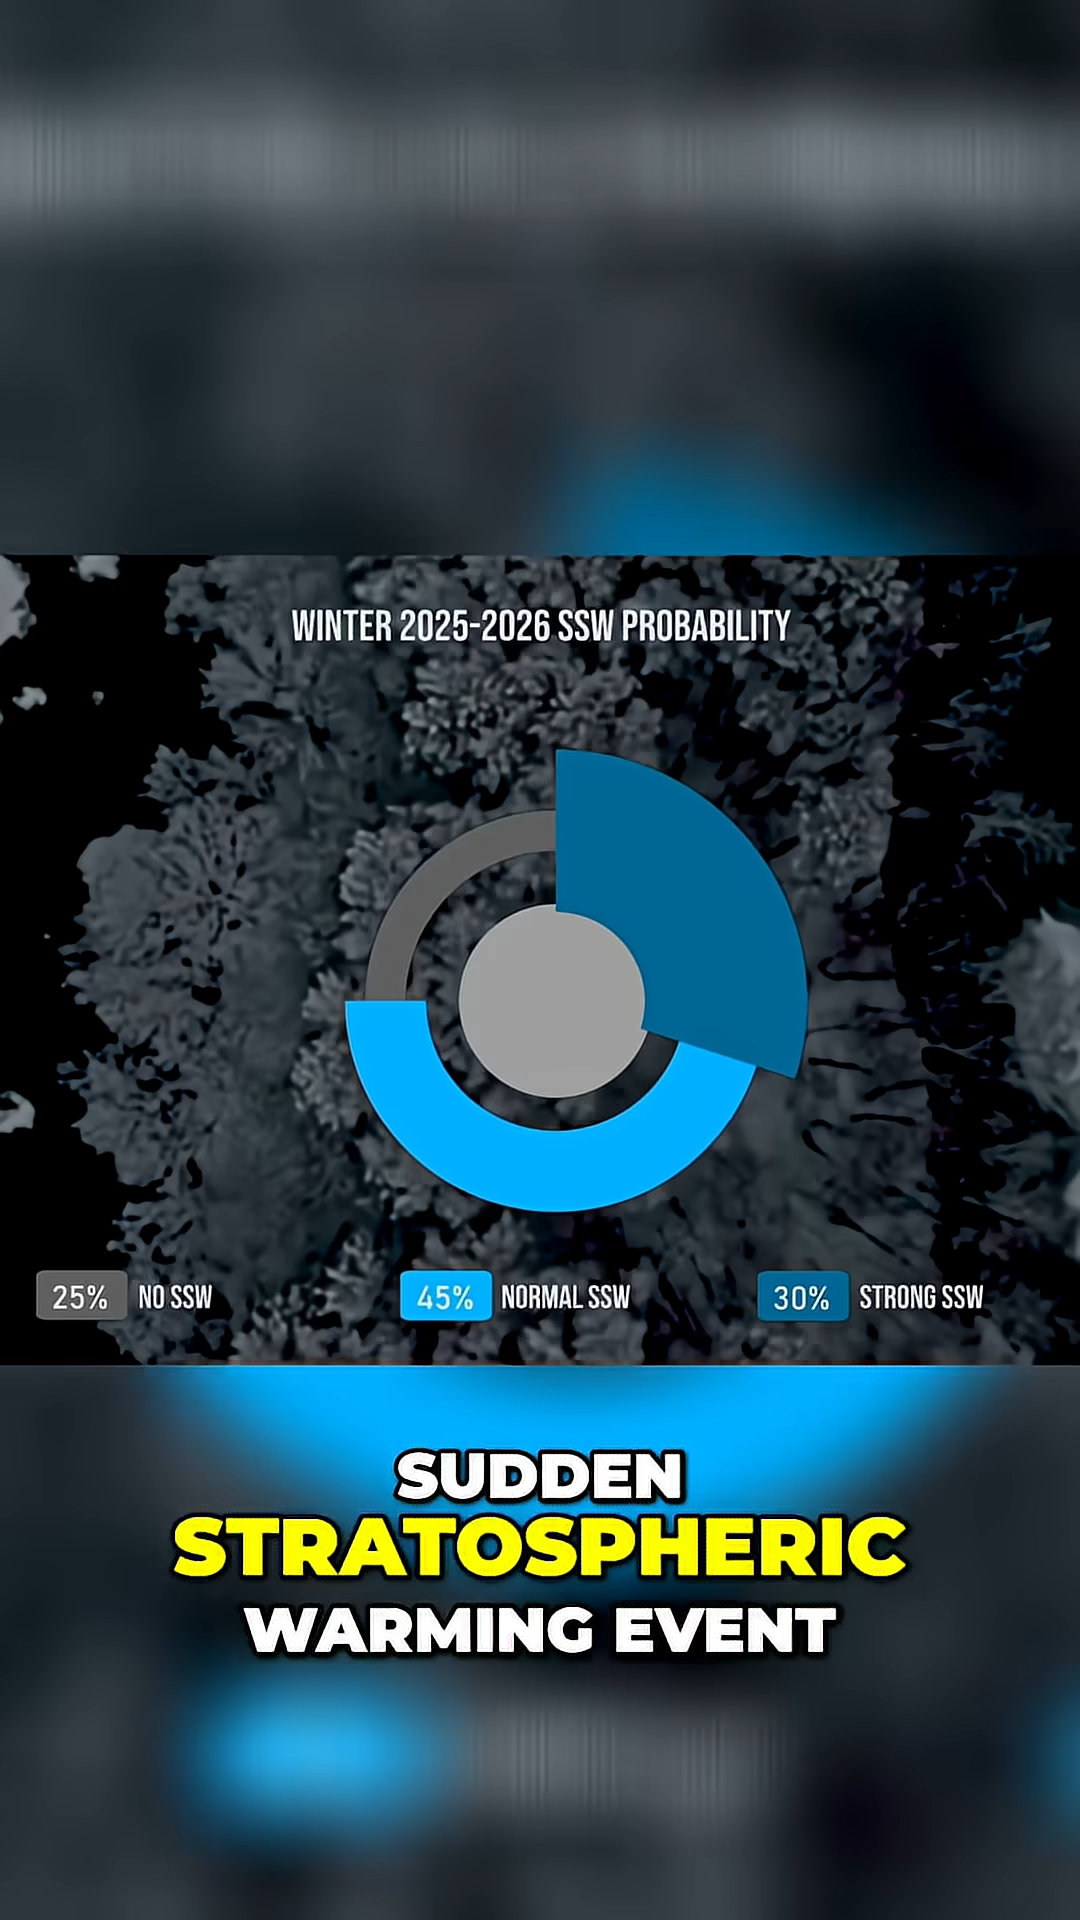 WINTER 2025-2026 SSW PROBABILITY
25% NO SSW
45% NORMAL SSW
30% STRONG SSW
SUDDEN
STRATOSPHERIC
WARMING EVENT